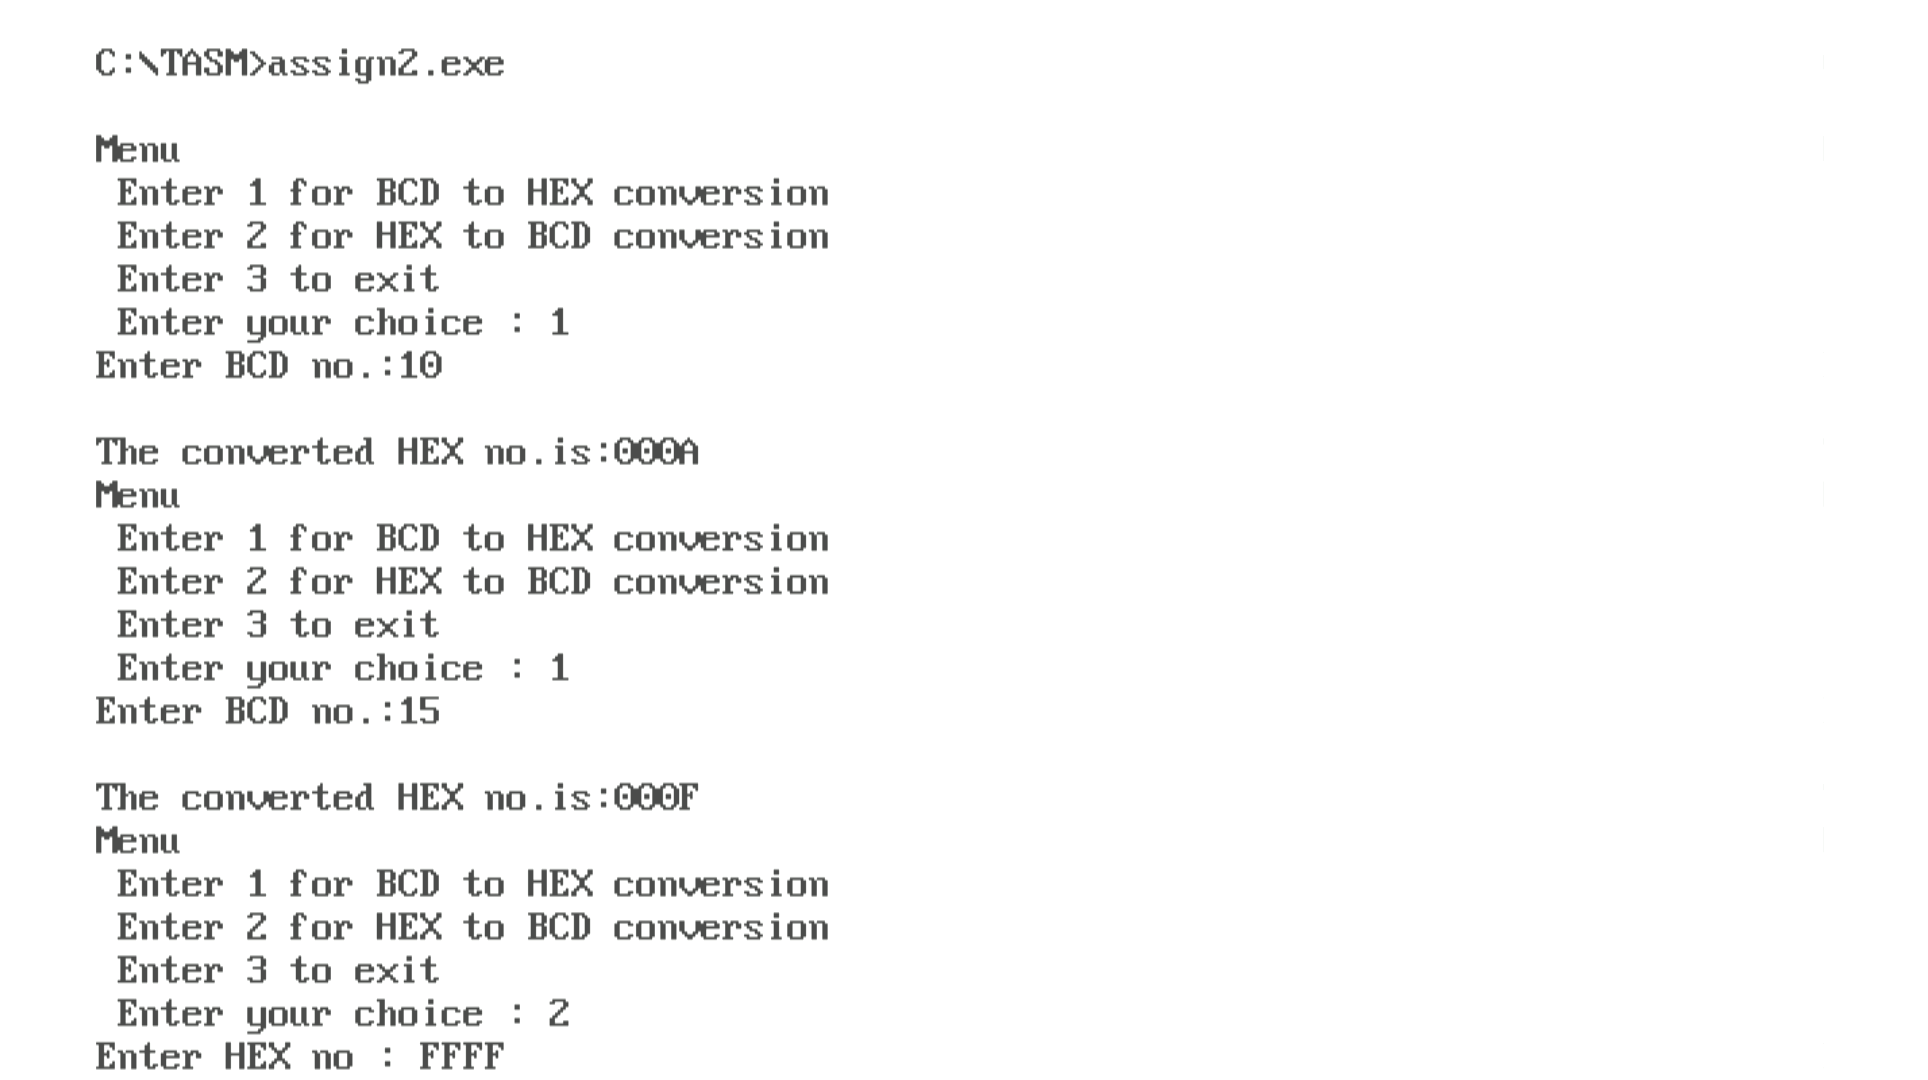 C:\TASM>assign2.exe
Menu
Enter 1 for BCD to HEX conversion
Enter 2 for HEX to BCD conversion
Enter 3 to exit
Enter your choice : 1
Enter BCD no.:10
The converted HEX no.is:000A
Menu
Enter 1 for BCD to HEX conversion
Enter 2 for HEX to BCD conversion
Enter 3 to exit
Enter your choice : 1
Enter BCD no.:15
The converted HEX no.is:000F
Menu
Enter 1 for BCD to HEX conversion
Enter 2 for HEX to BCD conversion
Enter 3 to exit
Enter your choice : 2
Enter HEX no : FFFF